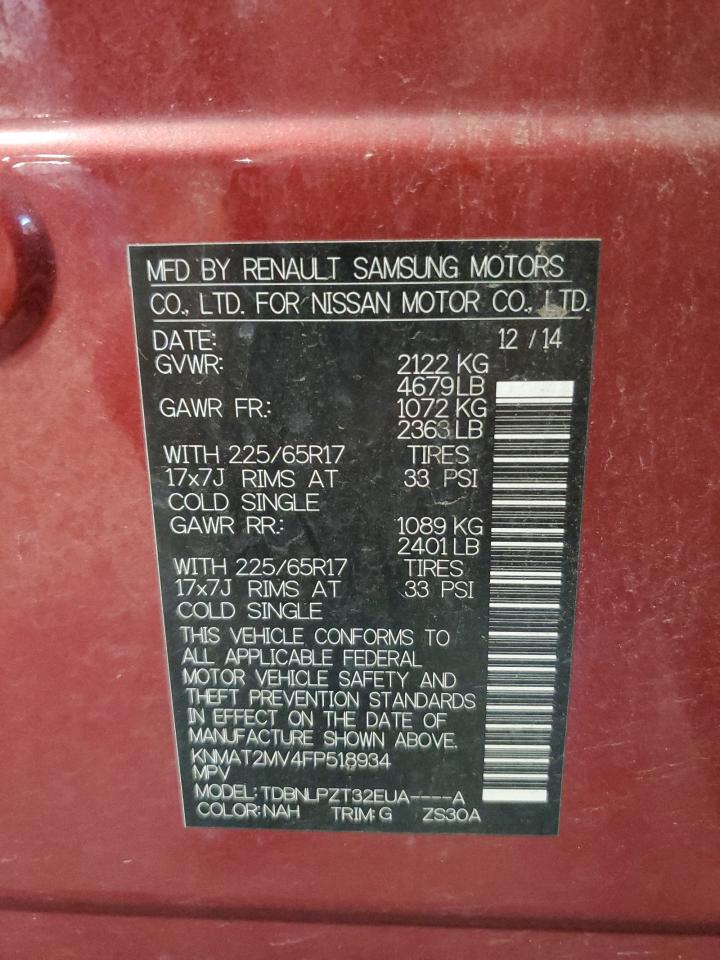 MFD BY RENAULT SAMSUNG MOTORS
CO., LTD. FOR NISSAN MOTOR CO., LTD.
DATE: 12 / 14
GVWR: 2122 KG
4679 LB
GAWR FR.: 1072 KG
2363 LB
WITH 225/65R17 TIRES
17x7J RIMS AT 33 PSI
COLD SINGLE
GAWR RR.: 1089 KG
2401 LB
WITH 225/65R17 TIRES
17x7J RIMS AT 33 PSI
COLD SINGLE
THIS VEHICLE CONFORMS TO
ALL APPLICABLE FEDERAL
MOTOR VEHICLE SAFETY AND
THEFT PREVENTION STANDARDS
IN EFFECT ON THE DATE OF
MANUFACTURE SHOWN ABOVE.
KNMAT2MV4FP518934
MPV
MODEL: TDBNLPZT32EUA----A
COLOR: NAH TRIM: G ZS30A